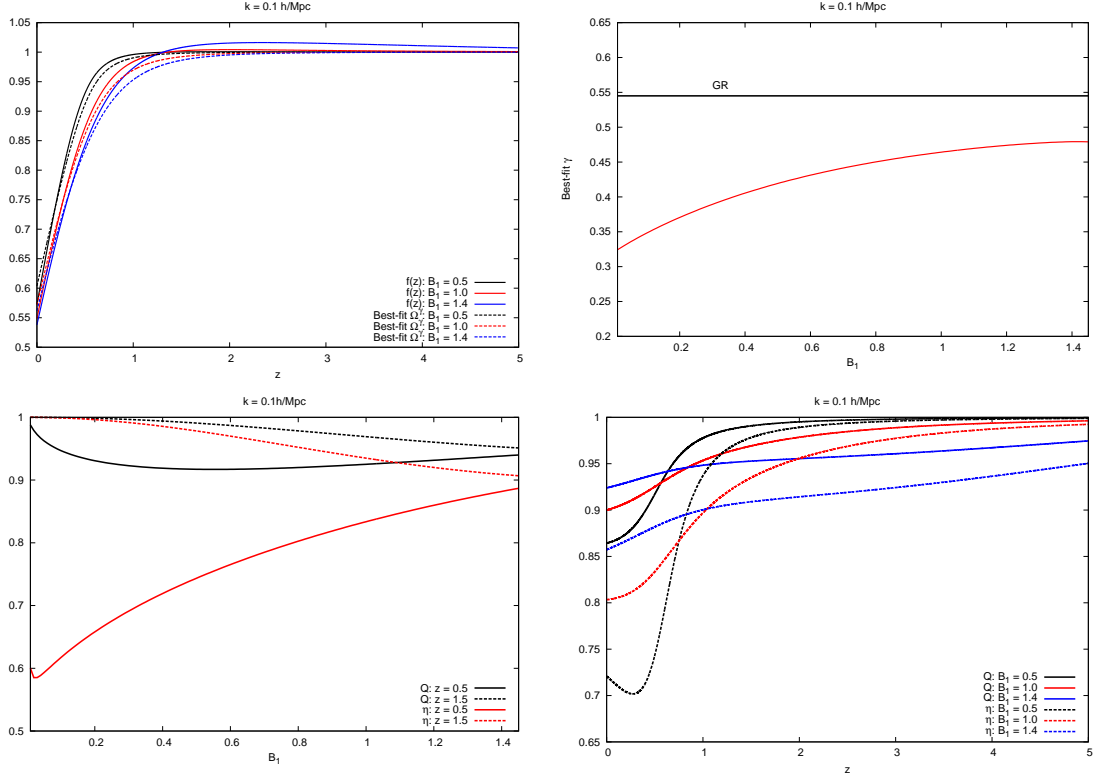 k = 0.1 h/Mpc
1.05
1
0.95
0.9
0.85
0.8
0.75
0.7
0.65
0.6
0.55
0.5
f(z): B₁ = 0.5
f(z): B₁ = 1.0
f(z): B₁ = 1.4
Best-fit Ω^γ: B₁ = 0.5
Best-fit Ω^γ: B₁ = 1.0
Best-fit Ω^γ: B₁ = 1.4
0 1 2 3 4 5
z
k = 0.1 h/Mpc
0.65
0.6
0.55
0.5
0.45
0.4
0.35
0.3
0.25
0.2
Best-fit γ
GR
0.2 0.4 0.6 0.8 1 1.2 1.4
B₁
k = 0.1h/Mpc
1
0.9
0.8
0.7
0.6
0.5
Q: z = 0.5
Q: z = 1.5
η: z = 0.5
η: z = 1.5
0.2 0.4 0.6 0.8 1 1.2 1.4
B₁
k = 0.1 h/Mpc
1
0.95
0.9
0.85
0.8
0.75
0.7
0.65
Q: B₁ = 0.5
Q: B₁ = 1.0
Q: B₁ = 1.4
η: B₁ = 0.5
η: B₁ = 1.0
η: B₁ = 1.4
0 1 2 3 4 5
z